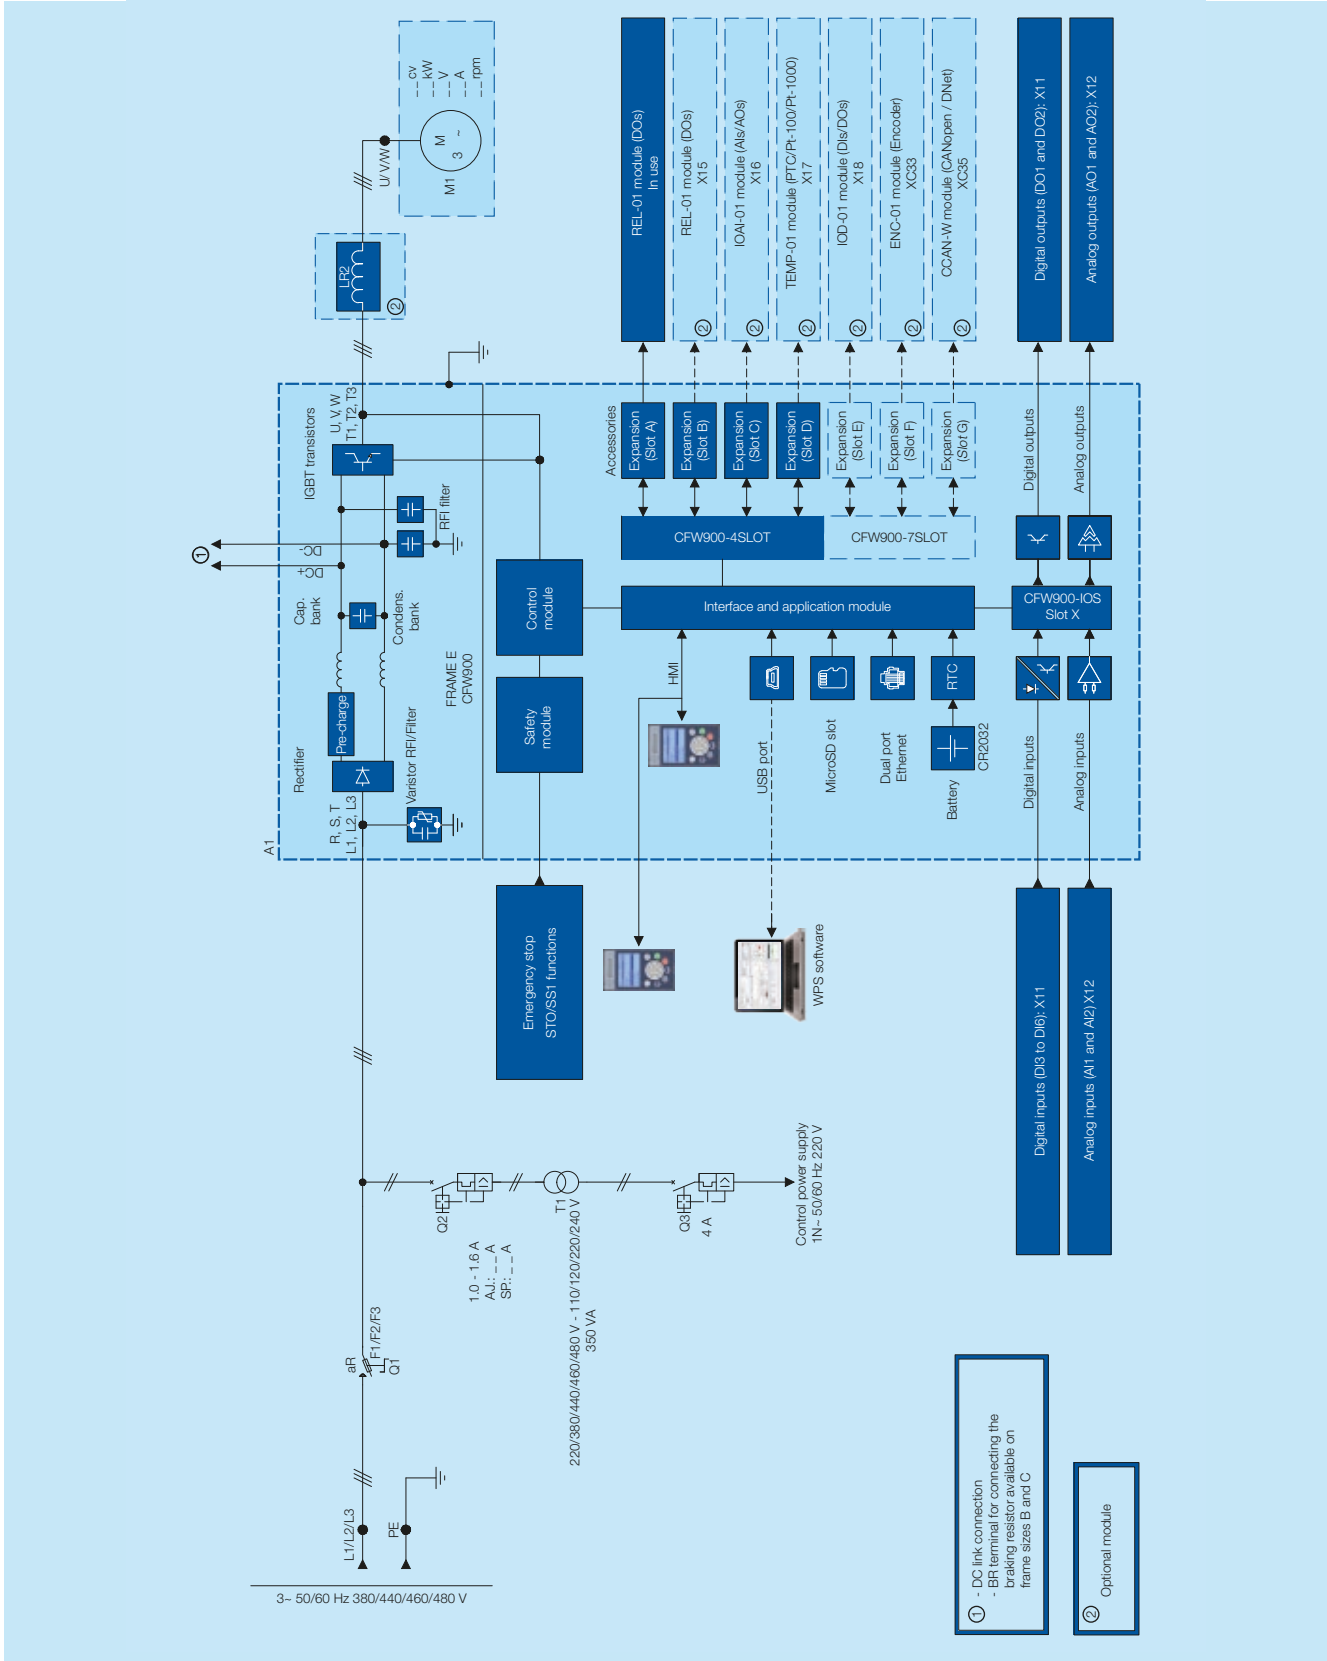 3~ 50/60 Hz 380/440/460/480 V
L1/L2/L3
PE
aR
F1/F2/F3
Q1
Q2
1.0 - 1.6 A
AJ.: _ _ A
SP.: _ _ A
T1
220/380/440/460/480 V - 110/120/220/240 V
350 VA
Q3
4 A
Control power supply
1N~ 50/60 Hz 220 V
A1
R, S, T
L1, L2, L3
Rectifier
Varistor RFI/Filter
Pre-charge
Cap.
bank
Condens.
bank
DC+
DC-
1
RFI filter
IGBT transistors
U, V, W
T1, T2, T3
FRAME E
CFW900
LR2
2
U/V/W
M
3 ~
M1
_ _ cv
_ _ kW
_ _ V
_ _ A
_ _ rpm
Emergency stop
STO/SS1 functions
Safety
module
Control
module
HMI
USB port
WPS software
MicroSD slot
Dual port
Ethernet
RTC
Battery
CR2032
Interface and application module
CFW900-4SLOT
CFW900-7SLOT
Accessories
Expansion
(Slot A)
Expansion
(Slot B)
Expansion
(Slot C)
Expansion
(Slot D)
Expansion
(Slot E)
Expansion
(Slot F)
Expansion
(Slot G)
REL-01 module (DOs)
In use
REL-01 module (DOs)
X15
2
IOAI-01 module (AIs/AOs)
X16
2
TEMP-01 module (PTC/Pt-100/Pt-1000)
X17
2
IOD-01 module (DIs/DOs)
X18
2
ENC-01 module (Encoder)
XC33
2
CCAN-W module (CANopen / DNet)
XC35
2
CFW900-IOS
Slot X
Digital inputs
Analog inputs
Digital outputs
Analog outputs
Digital inputs (DI3 to DI6): X11
Analog inputs (AI1 and AI2) X12
Digital outputs (DO1 and DO2): X11
Analog outputs (AO1 and AO2): X12
1 - DC link connection
- BR terminal for connecting the
braking resistor available on
frame sizes B and C
2 Optional module